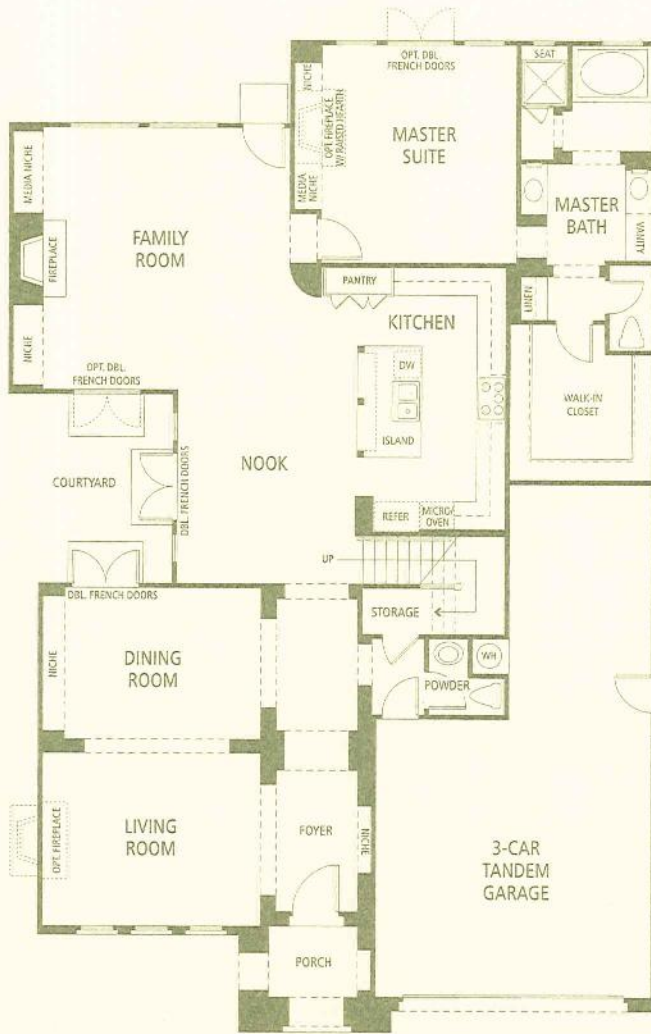 OPT. DBL.
FRENCH DOORS
SEAT
NICHE
OPT. FIREPLACE
W/ RAISED HEARTH
MEDIA
NICHE
MASTER
SUITE
MASTER
BATH
VANITY
MEDIA NICHE
FIREPLACE
NICHE
FAMILY
ROOM
PANTRY
KITCHEN
LINEN
DW
ISLAND
WALK-IN
CLOSET
OPT. DBL.
FRENCH DOORS
COURTYARD
DBL. FRENCH DOORS
NOOK
REFER
MICRO/
OVEN
UP
DBL. FRENCH DOORS
STORAGE
NICHE
DINING
ROOM
POWDER
WH
OPT. FIREPLACE
LIVING
ROOM
FOYER
NICHE
3-CAR
TANDEM
GARAGE
PORCH